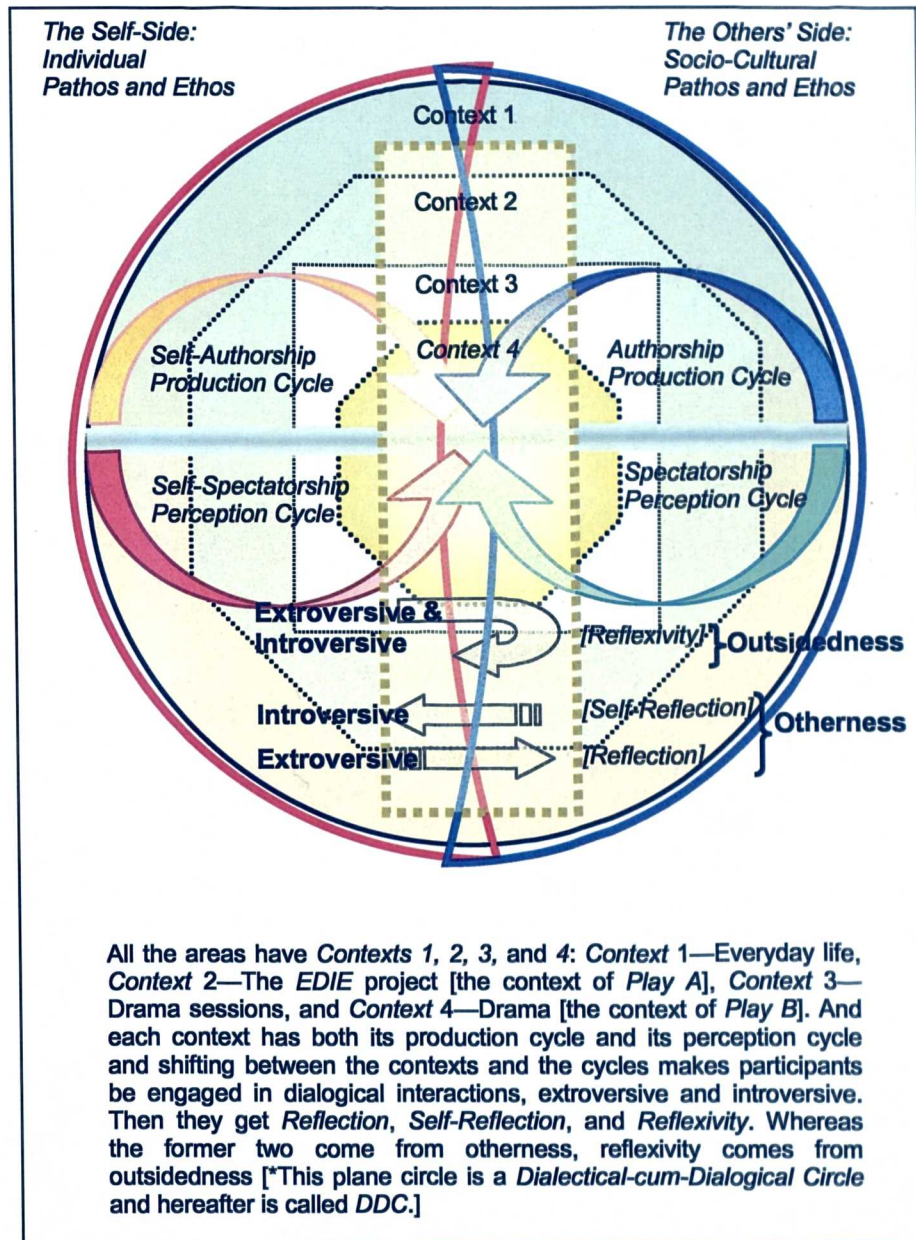 The Self-Side:
Individual
Pathos and Ethos
The Others' Side:
Socio-Cultural
Pathos and Ethos
Context 1
Context 2
Context 3
Context 4
Self-Authorship
Production Cycle
Authorship
Production Cycle
Self-Spectatorship
Perception Cycle
Spectatorship
Perception Cycle
Extroversive &
Introversive
[Reflexivity]
}Outsidedness
Introversive
[Self-Reflection]
}Otherness
Extroversive
[Reflection]
All the areas have Contexts 1, 2, 3, and 4: Context 1—Everyday life,
Context 2—The EDIE project [the context of Play A], Context 3—
Drama sessions, and Context 4—Drama [the context of Play B]. And
each context has both its production cycle and its perception cycle
and shifting between the contexts and the cycles makes participants
be engaged in dialogical interactions, extroversive and introversive.
Then they get Reflection, Self-Reflection, and Reflexivity. Whereas
the former two come from otherness, reflexivity comes from
outsidedness [*This plane circle is a Dialectical-cum-Dialogical Circle
and hereafter is called DDC.]